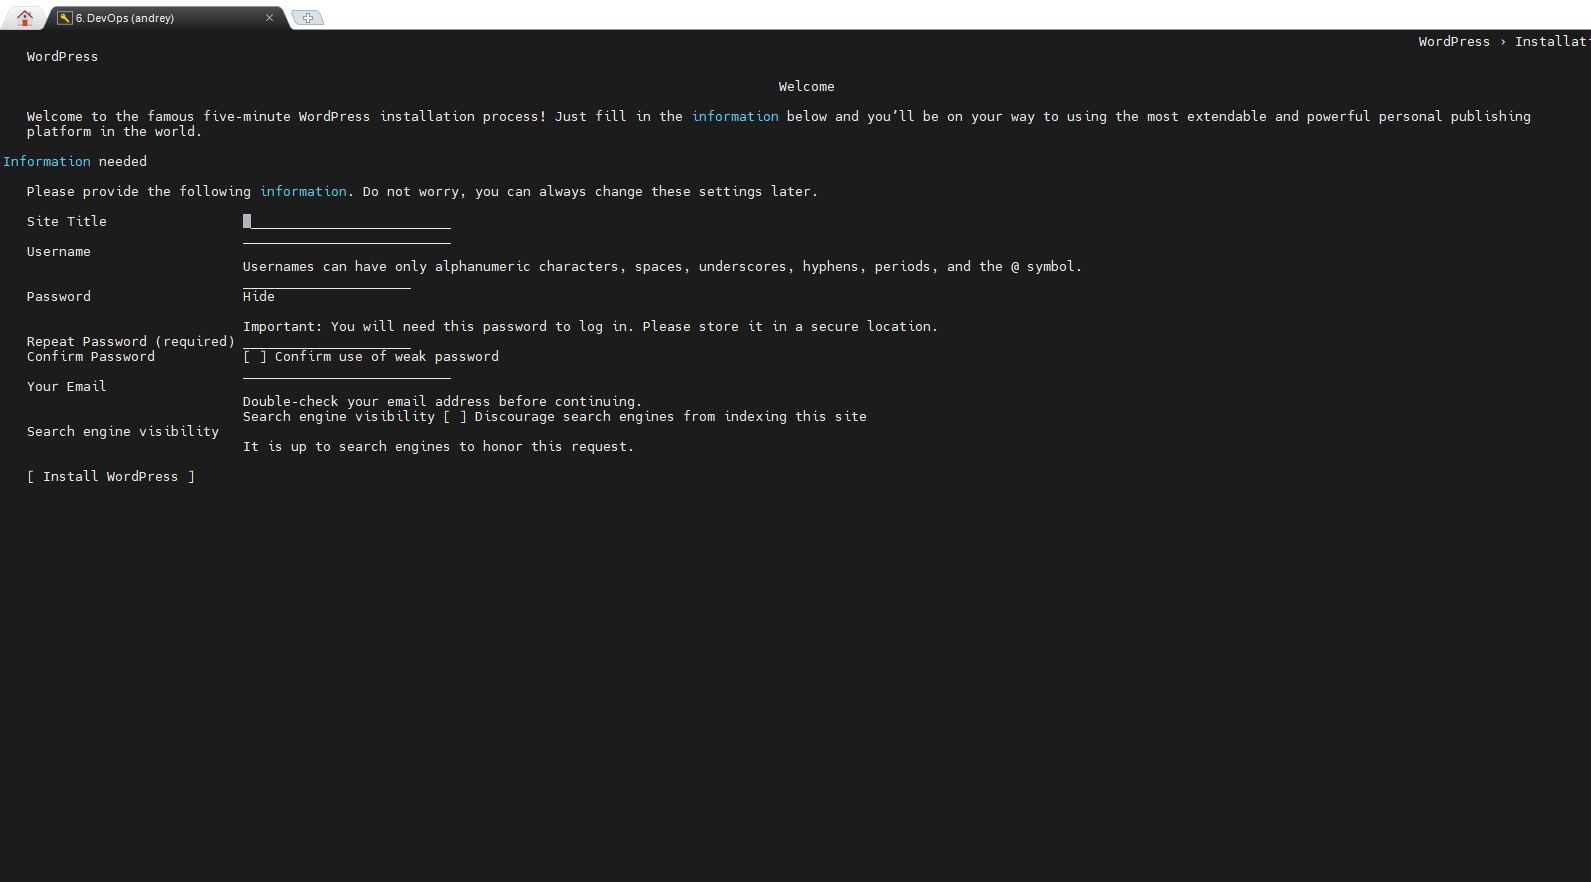 6. DevOps (andrey)
WordPress › Installat
WordPress
Welcome
Welcome to the famous five-minute WordPress installation process! Just fill in the information below and you’ll be on your way to using the most extendable and powerful personal publishing
platform in the world.
Information needed
Please provide the following information. Do not worry, you can always change these settings later.
Site Title __________________________
__________________________
Username
Usernames can have only alphanumeric characters, spaces, underscores, hyphens, periods, and the @ symbol.
_____________________
Password Hide
Important: You will need this password to log in. Please store it in a secure location.
Repeat Password (required) _____________________
Confirm Password [ ] Confirm use of weak password
__________________________
Your Email
Double-check your email address before continuing.
Search engine visibility [ ] Discourage search engines from indexing this site
Search engine visibility
It is up to search engines to honor this request.
[ Install WordPress ]